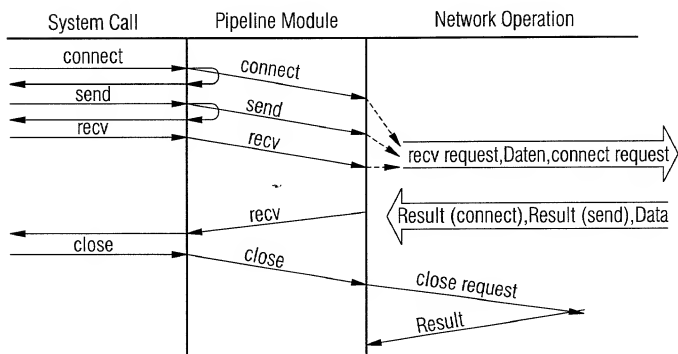 System Call
Pipeline Module
Network Operation
connect
connect
send
send
recv
recv
recv request,Daten,connect request
recv
Result (connect),Result (send),Data
close
close
close request
Result